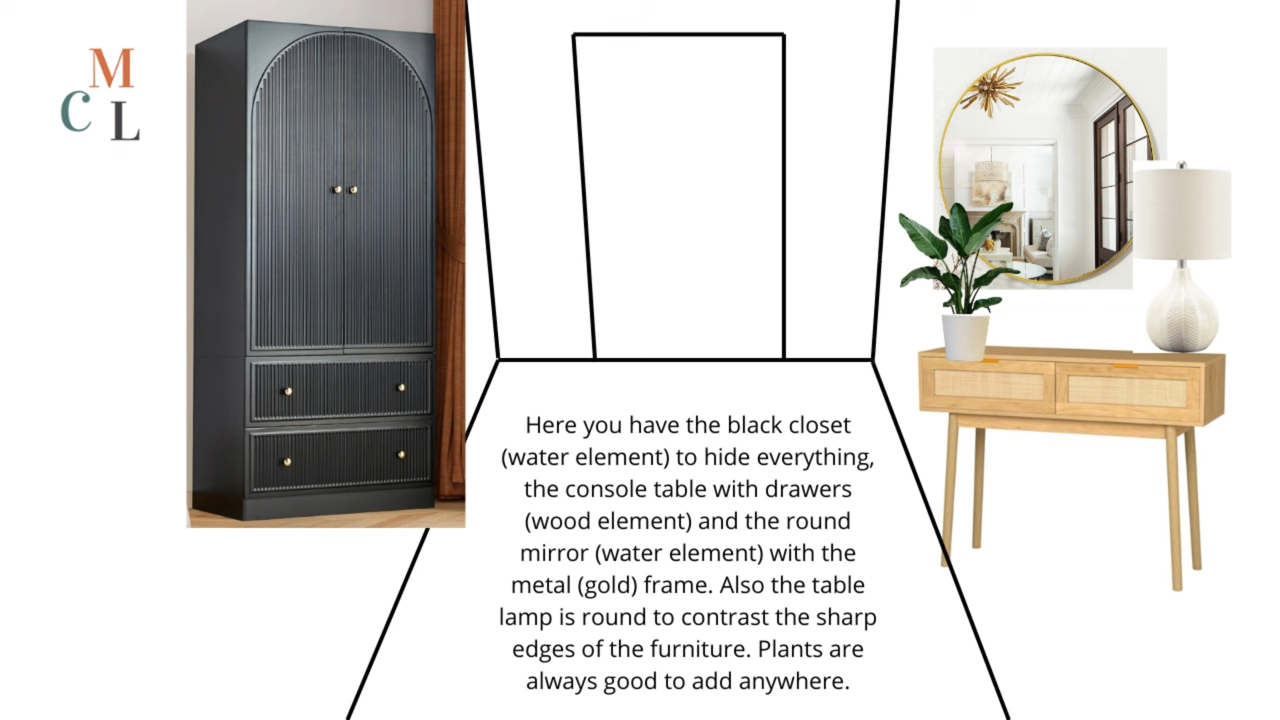 M
C L
Here you have the black closet
(water element) to hide everything,
the console table with drawers
(wood element) and the round
mirror (water element) with the
metal (gold) frame. Also the table
lamp is round to contrast the sharp
edges of the furniture. Plants are
always good to add anywhere.